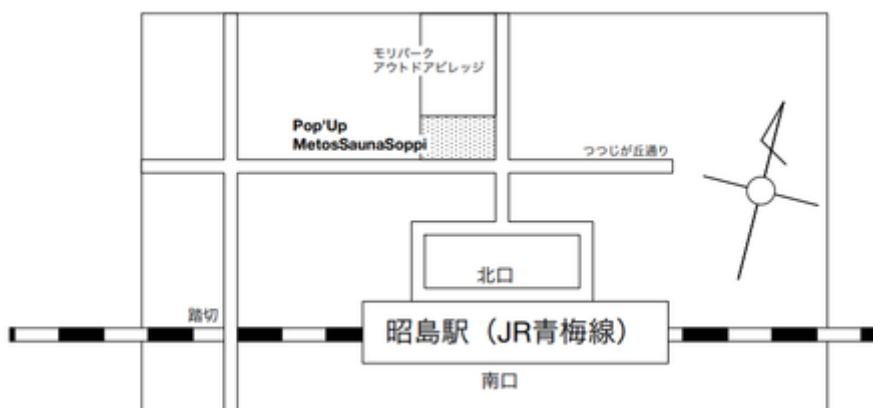 モリパーク
アウトドアビレッジ
Pop'Up
MetosSaunaSoppi
つつじが丘通り
北口
踏切
昭島駅（JR青梅線）
南口